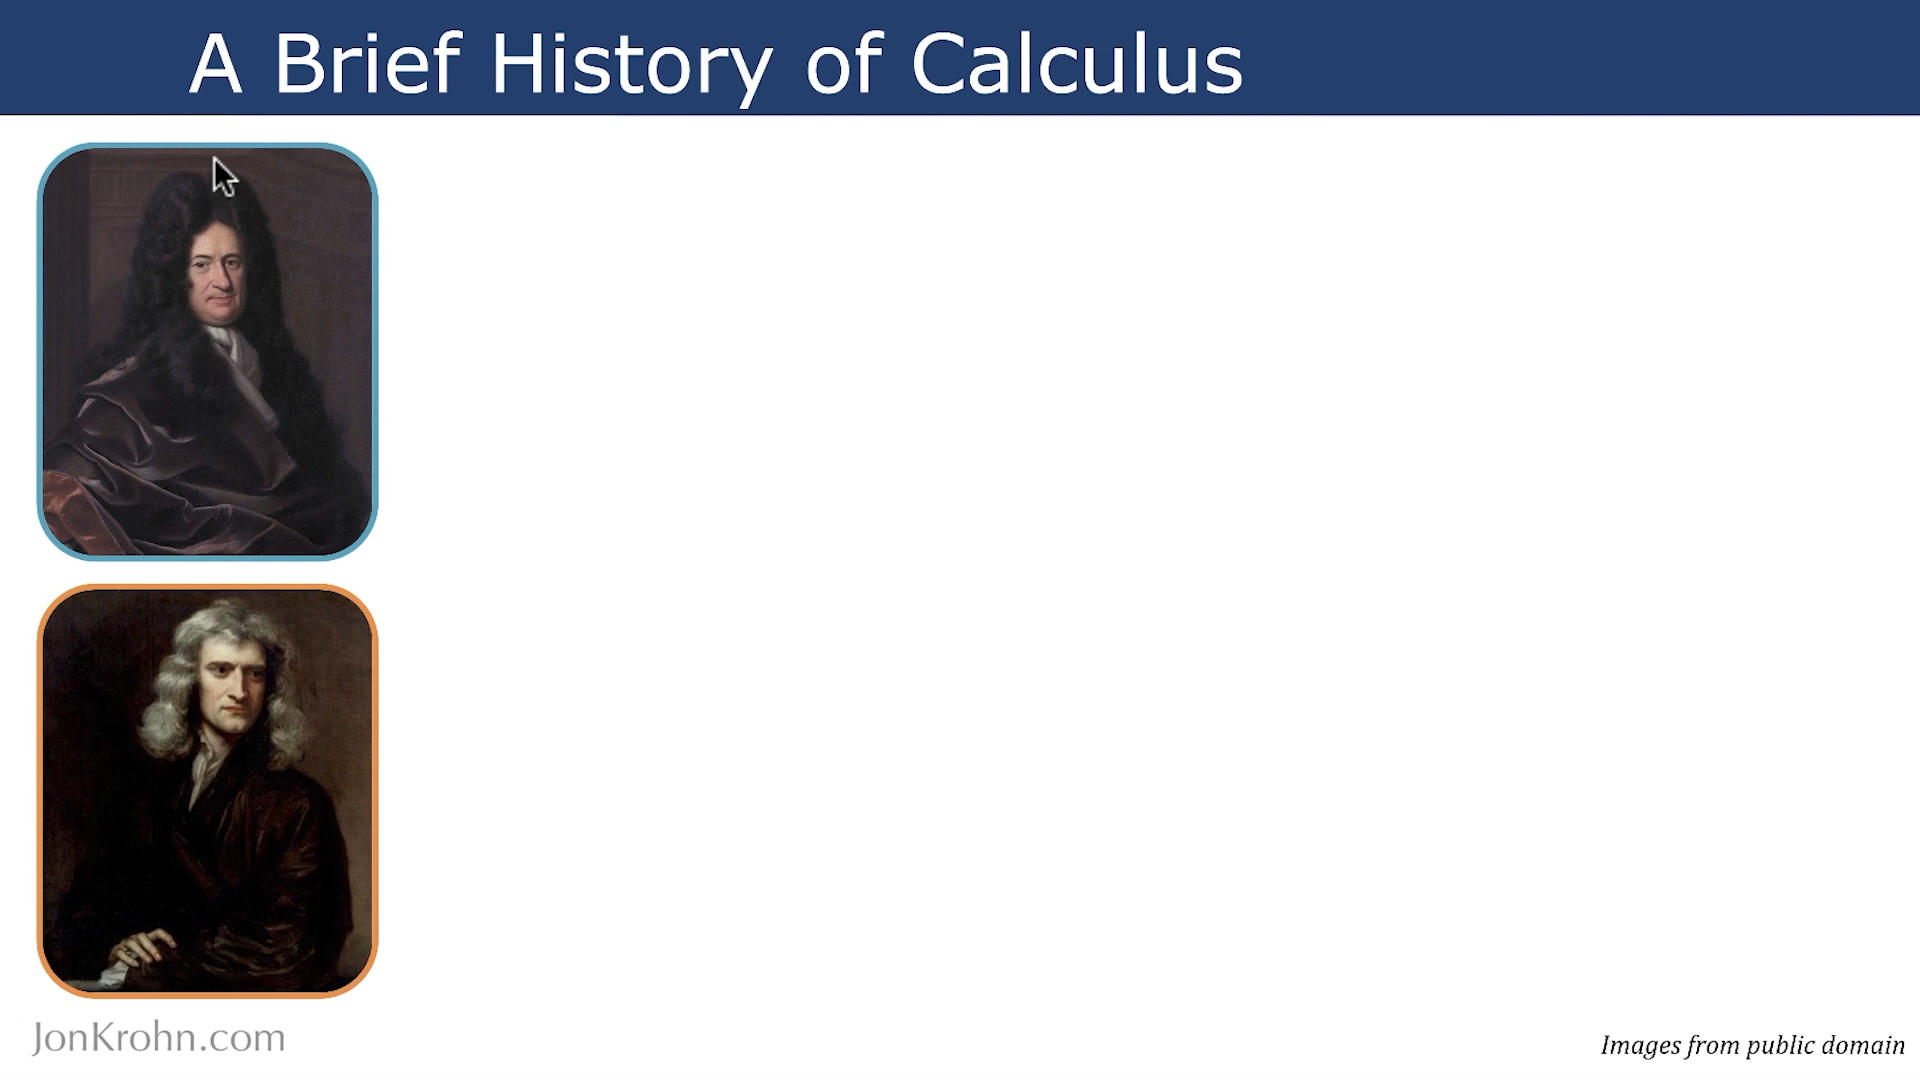 A Brief History of Calculus
JonKrohn.com
Images from public domain